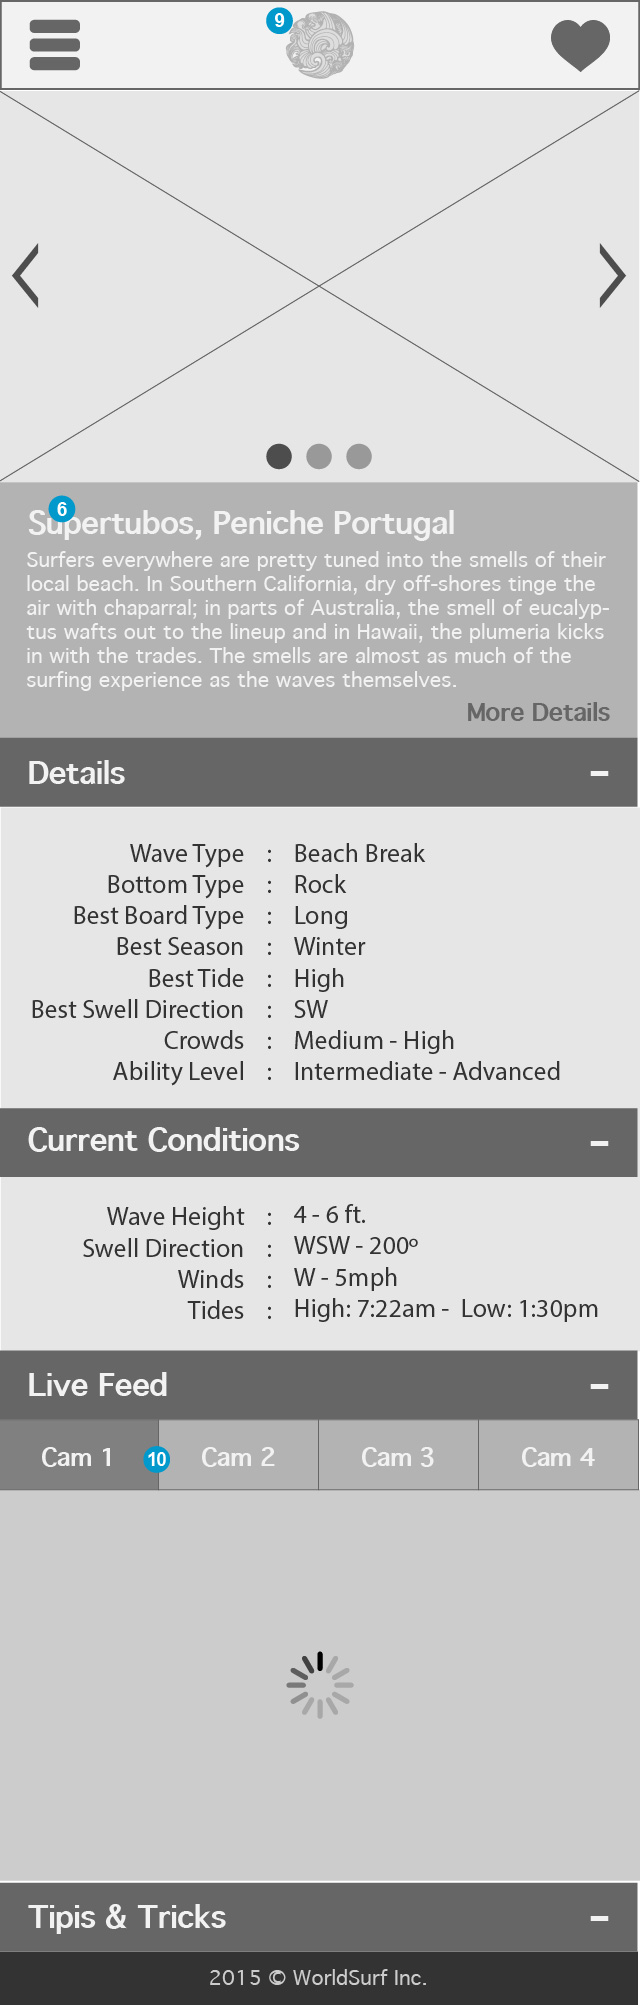 9
6
Supertubos, Peniche Portugal
Surfers everywhere are pretty tuned into the smells of their
local beach. In Southern California, dry off-shores tinge the
air with chaparral; in parts of Australia, the smell of eucalyp-
tus wafts out to the lineup and in Hawaii, the plumeria kicks
in with the trades. The smells are almost as much of the
surfing experience as the waves themselves.
More Details
Details –
Wave Type : Beach Break
Bottom Type : Rock
Best Board Type : Long
Best Season : Winter
Best Tide : High
Best Swell Direction : SW
Crowds : Medium - High
Ability Level : Intermediate - Advanced
Current Conditions –
Wave Height : 4 - 6 ft.
Swell Direction : WSW - 200º
Winds : W - 5mph
Tides : High: 7:22am - Low: 1:30pm
Live Feed –
Cam 1 10 Cam 2 Cam 3 Cam 4
Tipis & Tricks –
2015 © WorldSurf Inc.